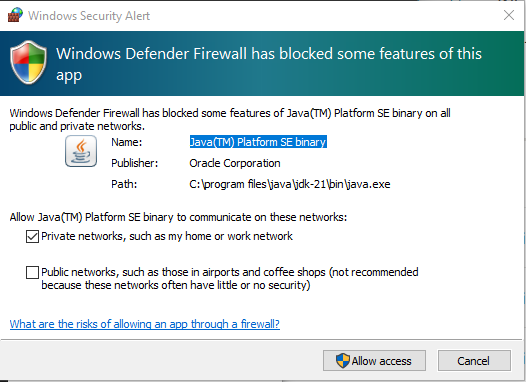 Windows Security Alert
Windows Defender Firewall has blocked some features of this
app
Windows Defender Firewall has blocked some features of Java(TM) Platform SE binary on all
public and private networks.
Name: Java(TM) Platform SE binary
Publisher: Oracle Corporation
Path: C:\program files\java\jdk-21\bin\java.exe
Allow Java(TM) Platform SE binary to communicate on these networks:
Private networks, such as my home or work network
Public networks, such as those in airports and coffee shops (not recommended
because these networks often have little or no security)
What are the risks of allowing an app through a firewall?
Allow access Cancel